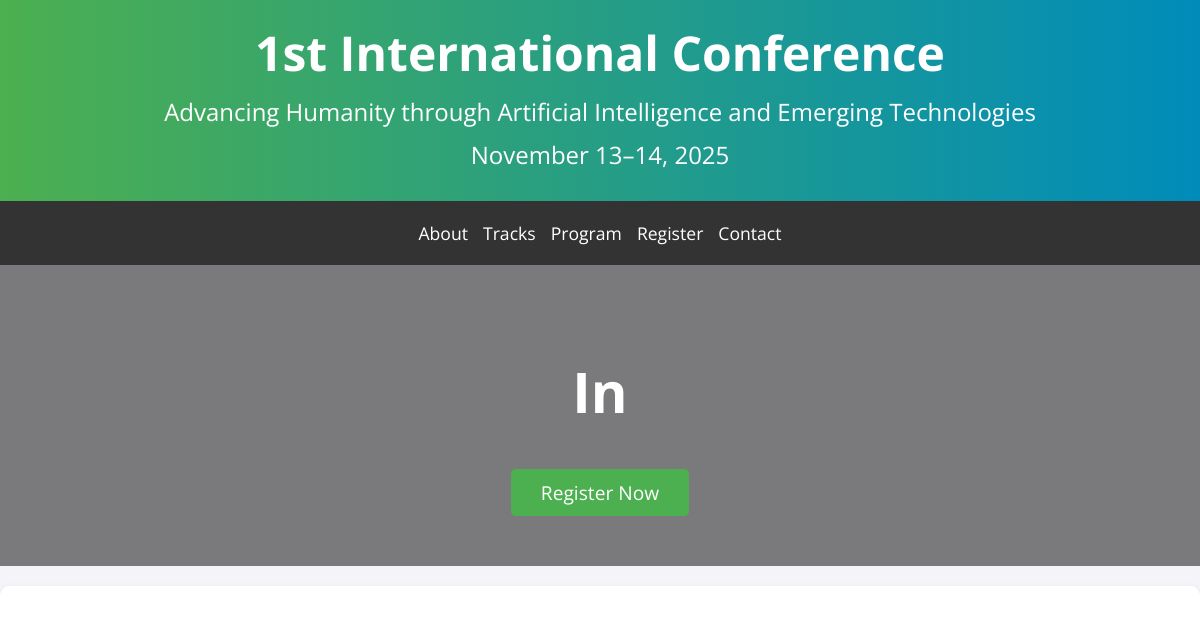 1st International Conference
Advancing Humanity through Artificial Intelligence and Emerging Technologies
November 13–14, 2025
About Tracks Program Register Contact
In
Register Now